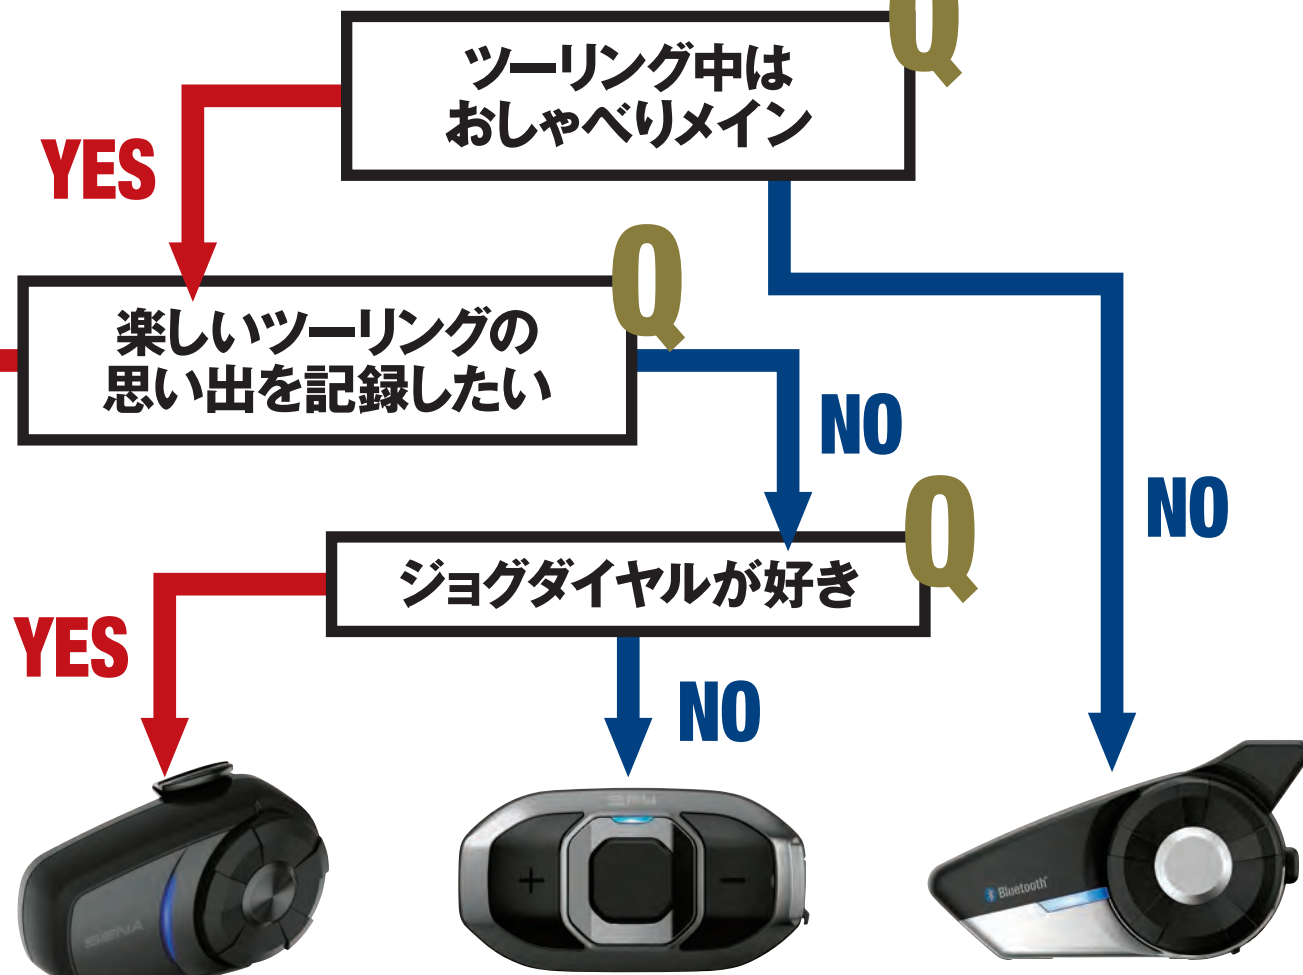 Q
ツーリング中は
おしゃべりメイン
YES
Q
楽しいツーリングの
思い出を記録したい
NO
NO
Q
ジョグダイヤルが好き
YES
NO
SENA
SF4
+
−
Bluetooth